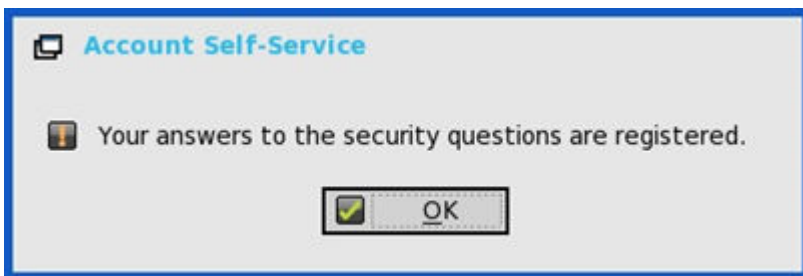 Account Self-Service
Your answers to the security questions are registered.
OK